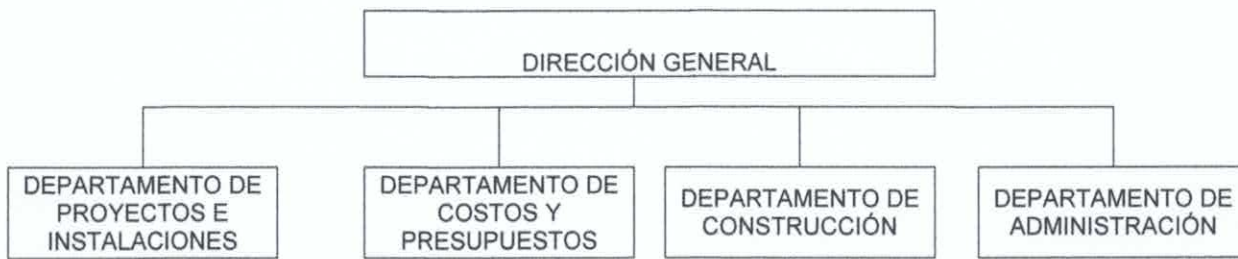 DIRECCIÓN GENERAL
DEPARTAMENTO DE
PROYECTOS E
INSTALACIONES
DEPARTAMENTO DE
COSTOS Y
PRESUPUESTOS
DEPARTAMENTO DE
CONSTRUCCIÓN
DEPARTAMENTO DE
ADMINISTRACIÓN